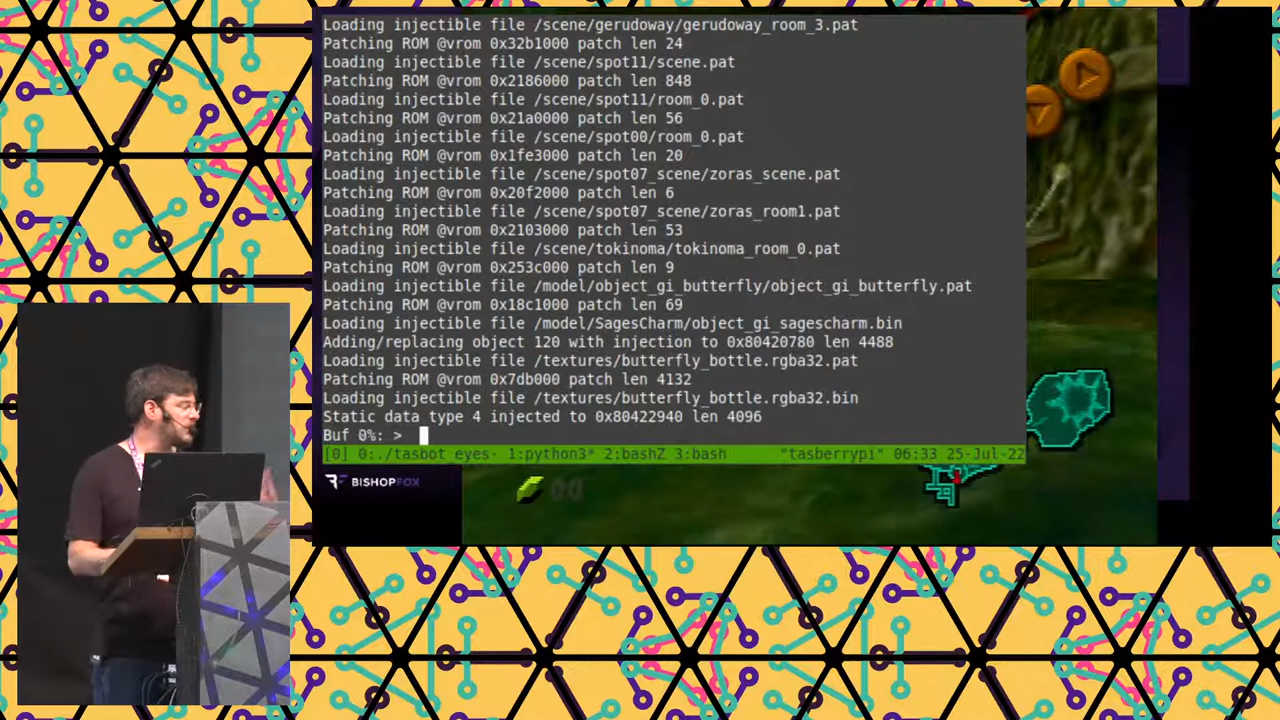 Loading injectible file /scene/gerudoway/gerudoway_room_3.pat
Patching ROM @vrom 0x32b1000 patch len 24
Loading injectible file /scene/spot11/scene.pat
Patching ROM @vrom 0x2186000 patch len 848
Loading injectible file /scene/spot11/room_0.pat
Patching ROM @vrom 0x21a0000 patch len 56
Loading injectible file /scene/spot00/room_0.pat
Patching ROM @vrom 0x1fe3000 patch len 20
Loading injectible file /scene/spot07_scene/zoras_scene.pat
Patching ROM @vrom 0x20f2000 patch len 6
Loading injectible file /scene/spot07_scene/zoras_room1.pat
Patching ROM @vrom 0x2103000 patch len 53
Loading injectible file /scene/tokinoma/tokinoma_room_0.pat
Patching ROM @vrom 0x253c000 patch len 9
Loading injectible file /model/object_gi_butterfly/object_gi_butterfly.pat
Patching ROM @vrom 0x18c1000 patch len 69
Loading injectible file /model/SagesCharm/object_gi_sagescharm.bin
Adding/replacing object 120 with injection to 0x80420780 len 4488
Loading injectible file /textures/butterfly_bottle.rgba32.pat
Patching ROM @vrom 0x7db000 patch len 4132
Loading injectible file /textures/butterfly_bottle.rgba32.bin
Static data type 4 injected to 0x80422940 len 4096
Buf 0%: >
[0] 0:./tasbot_eyes- 1:python3* 2:bashZ 3:bash "tasberrypi" 06:33 25-Jul-22
BISHOPFOX
00